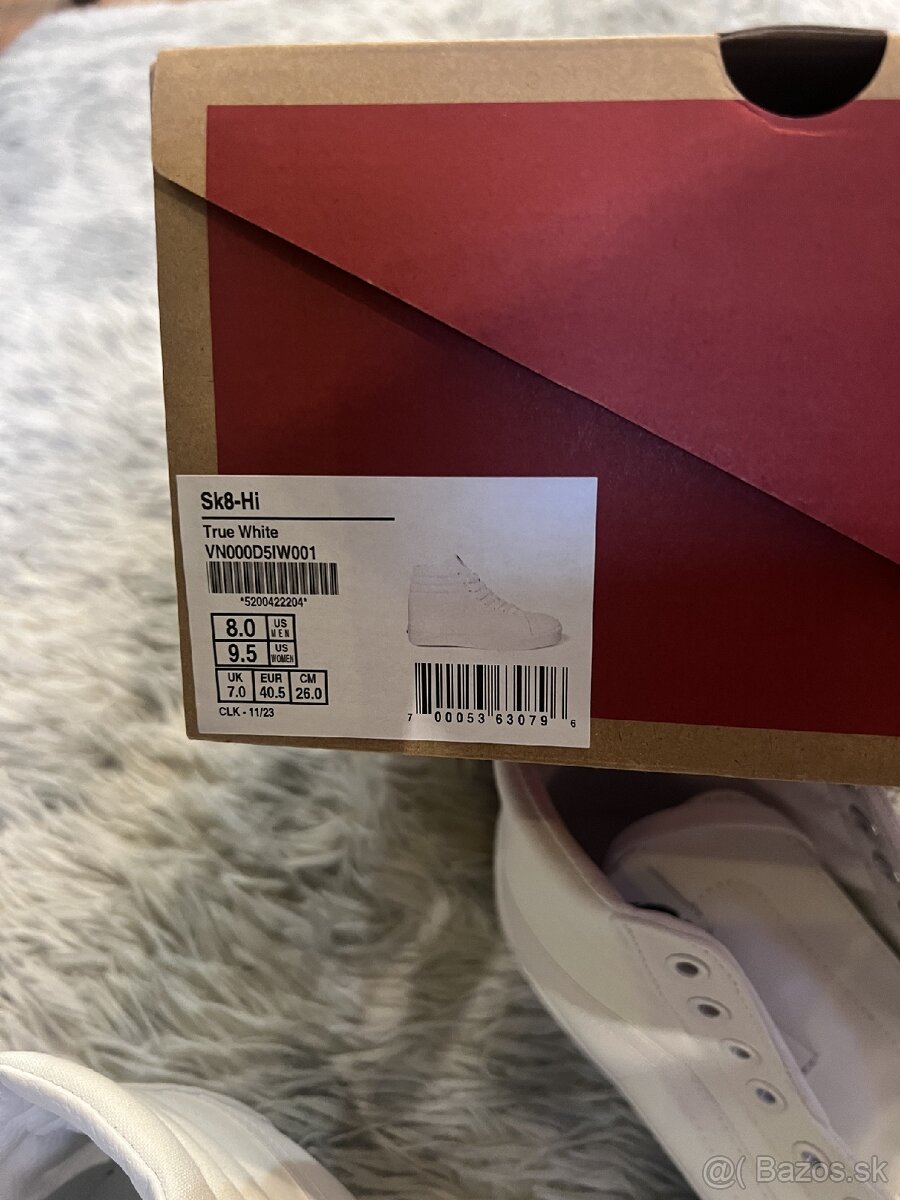 Sk8-Hi
True White
VN000D5IW001
*5200422204*
8.0 US MEN
9.5 US WOMEN
UK EUR CM
7.0 40.5 26.0
CLK - 11/23
7 00053 63079 6
@( Bazos.sk